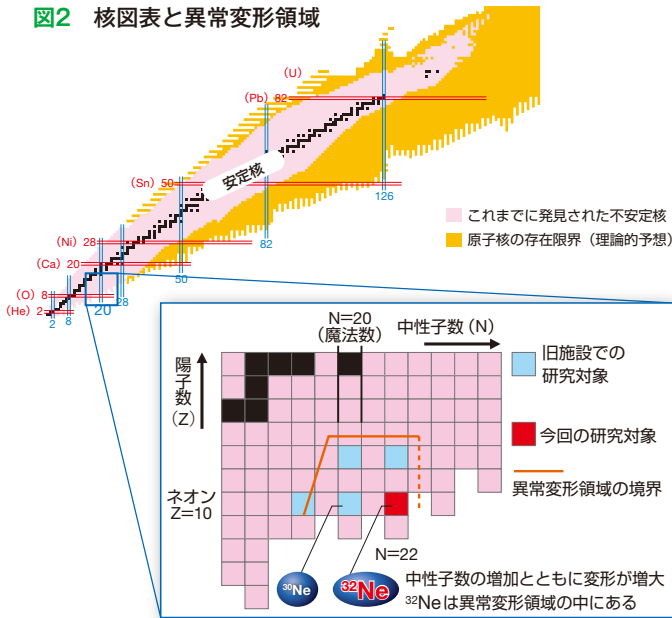 図2 核図表と異常変形領域
(U)
(Pb) 82
(Sn) 50
安定核
126
(Ni) 28
82
(Ca) 20
50
(O) 8
28
20
(He) 2
8
2
これまでに発見された不安定核
原子核の存在限界（理論的予想）
N=20
(魔法数)
中性子数(N)
陽子数
(Z)
旧施設での
研究対象
今回の研究対象
異常変形領域の境界
ネオン
Z=10
N=22
³⁰Ne
³²Ne
中性子数の増加とともに変形が増大
³²Neは異常変形領域の中にある